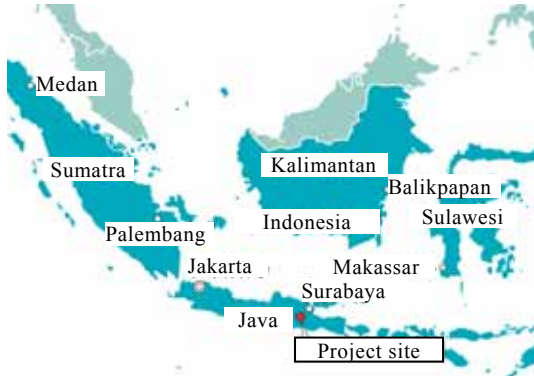 Medan
Sumatra
Kalimantan
Balikpapan
Indonesia
Sulawesi
Palembang
Jakarta
Makassar
Surabaya
Java
Project site